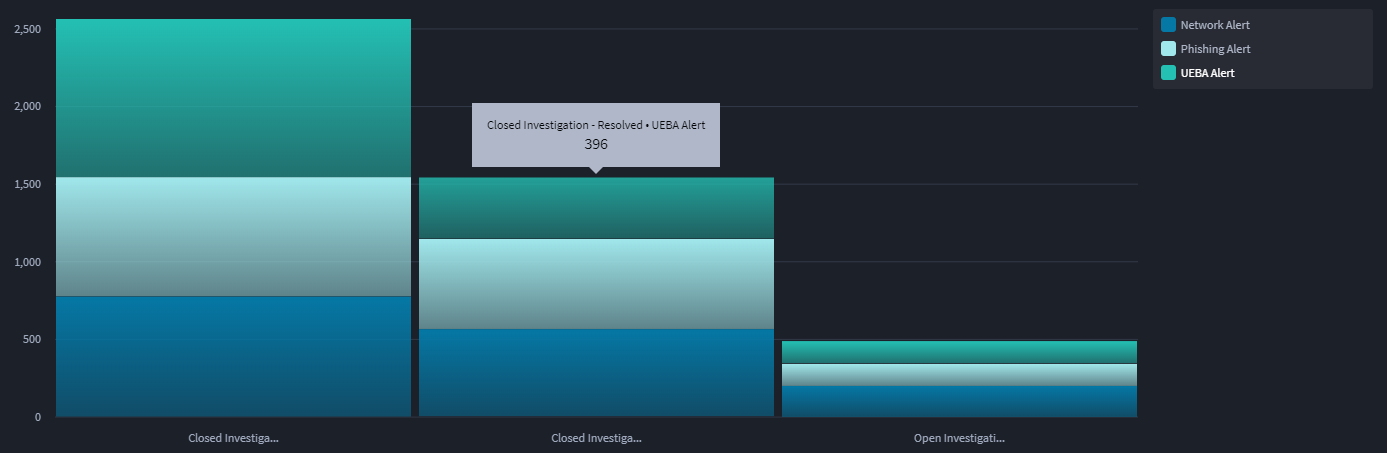 2,500
2,000
1,500
1,000
500
0
Closed Investigation - Resolved • UEBA Alert
396
Closed Investiga...
Closed Investiga...
Open Investigati...
Network Alert
Phishing Alert
UEBA Alert